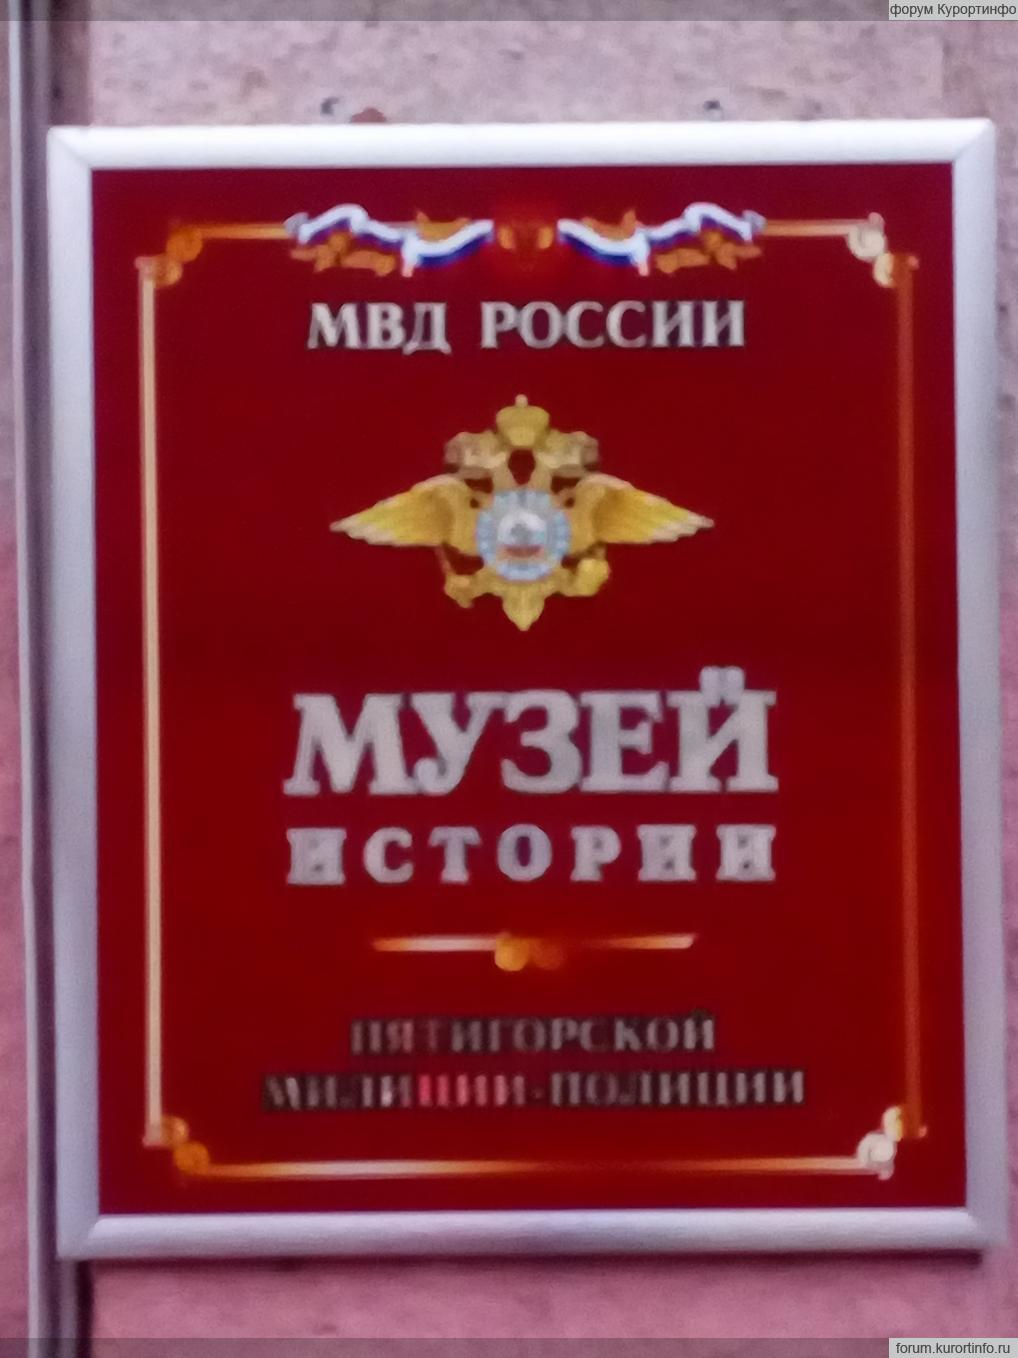 форум Курортинфо
МВД РОССИИ
МУЗЕЙ
ИСТОРИИ
ПЯТИГОРСКОЙ
МИЛИЦИИ-ПОЛИЦИИ
forum.kurortinfo.ru